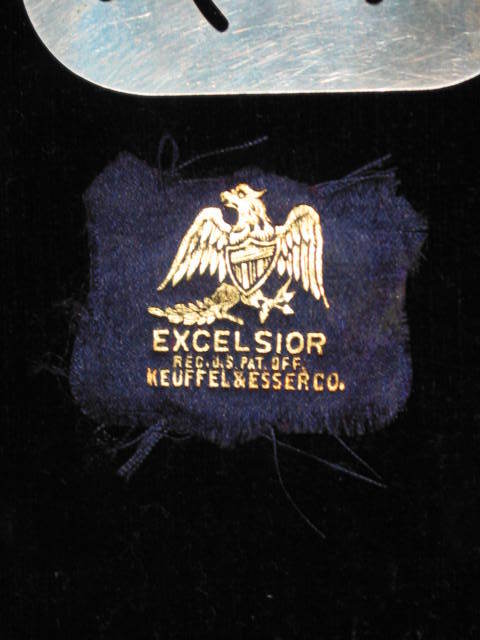 EXCELSIOR
REG. U.S. PAT. OFF.
KEUFFEL & ESSER CO.